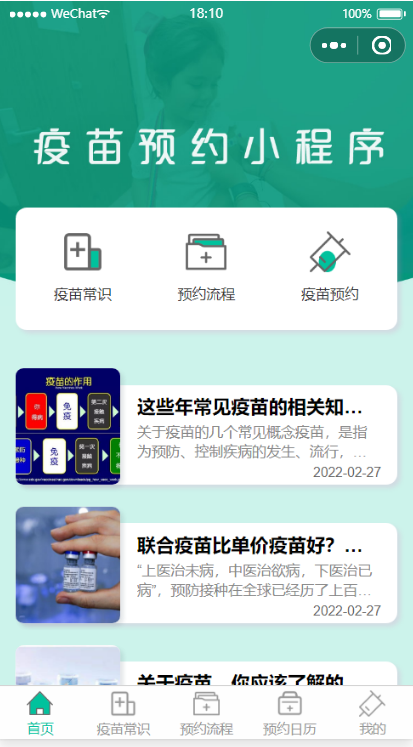 WeChat 18:10 100%
疫苗预约小程序
疫苗常识 预约流程 疫苗预约
疫苗的作用
免疫
第二次
免疫
第一次
这些年常见疫苗的相关知...
关于疫苗的几个常见概念疫苗，是指
为预防、控制疾病的发生、流行，...
2022-02-27
联合疫苗比单价疫苗好？...
“上医治未病，中医治欲病，下医治已
病”，预防接种在全球已经历了上百...
2022-02-27
关于疫苗，你应该了解的...
首页 疫苗常识 预约流程 预约日历 我的